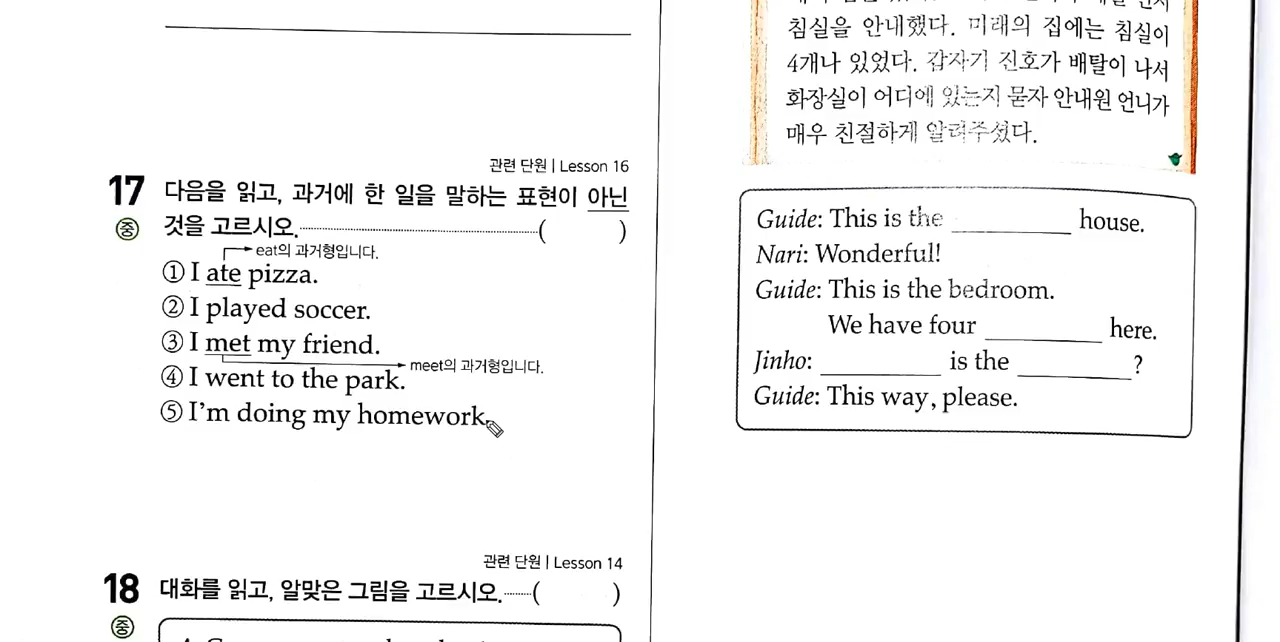 관련 단원 | Lesson 16
17 다음을 읽고, 과거에 한 일을 말하는 표현이 아닌
중 것을 고르시오. ( )
eat의 과거형입니다.
① I ate pizza.
② I played soccer.
③ I met my friend.
meet의 과거형입니다.
④ I went to the park.
⑤ I'm doing my homework.
관련 단원 | Lesson 14
18 대화를 읽고, 알맞은 그림을 고르시오. ( )
중
침실을 안내했다. 미래의 집에는 침실이
4개나 있었다. 갑자기 진호가 배탈이 나서
화장실이 어디에 있는지 묻자 안내원 언니가
매우 친절하게 알려주셨다.
Guide: This is the ________ house.
Nari: Wonderful!
Guide: This is the bedroom.
We have four ________ here.
Jinho: ________ is the ________ ?
Guide: This way, please.